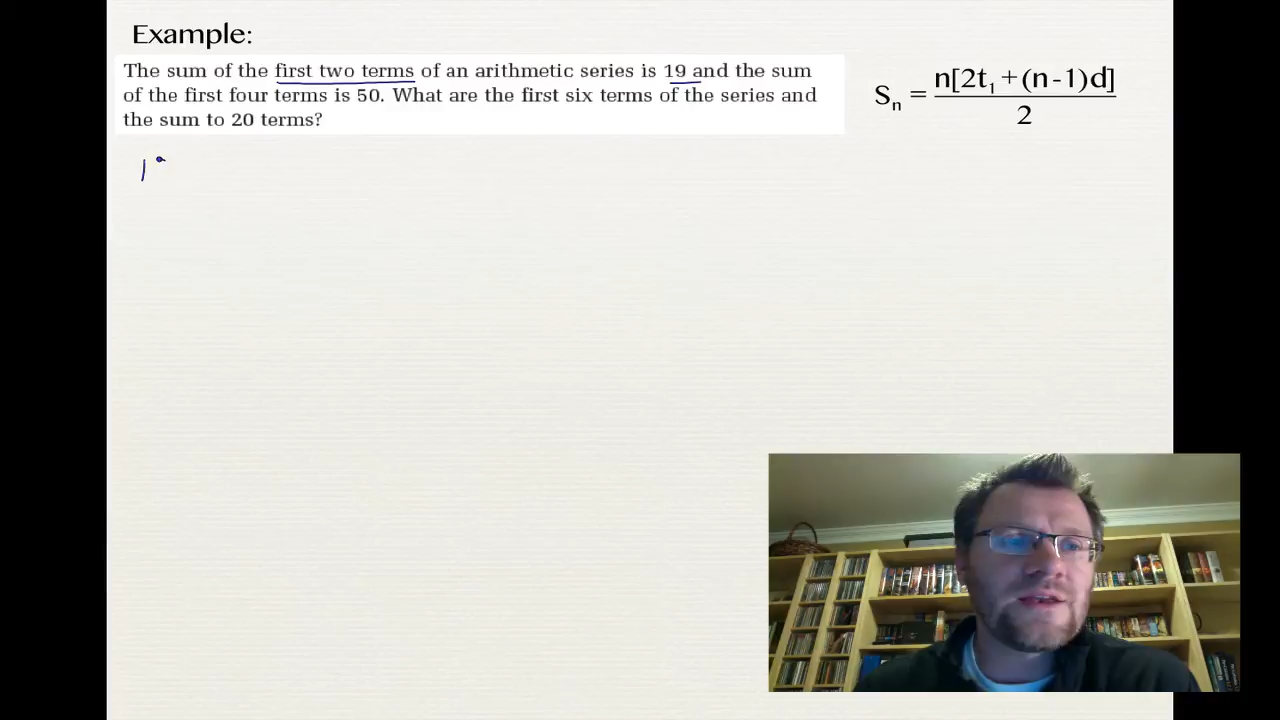 Example:
The sum of the first two terms of an arithmetic series is 19 and the sum
of the first four terms is 50. What are the first six terms of the series and
the sum to 20 terms?
Sₙ = n[2t₁ + (n - 1)d] / 2